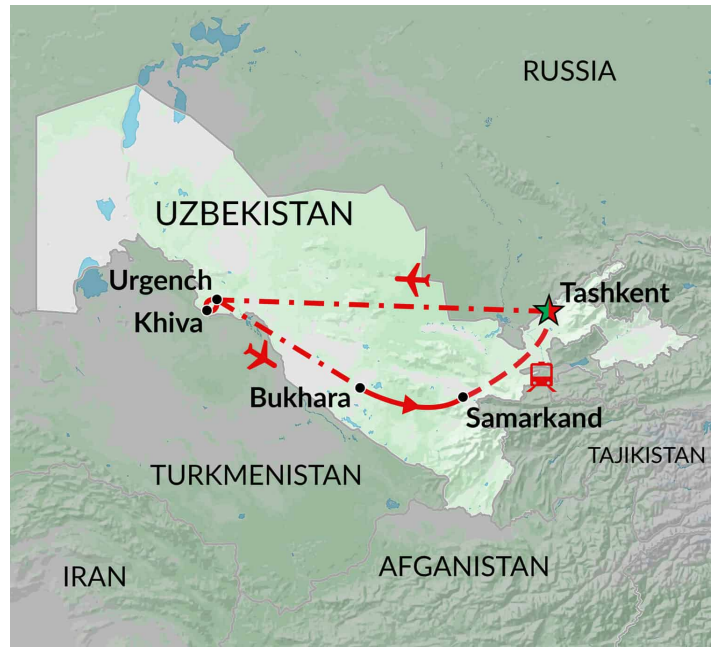 RUSSIA
UZBEKISTAN
Urgench
Tashkent
Khiva
Bukhara
Samarkand
TAJIKISTAN
TURKMENISTAN
AFGANISTAN
IRAN